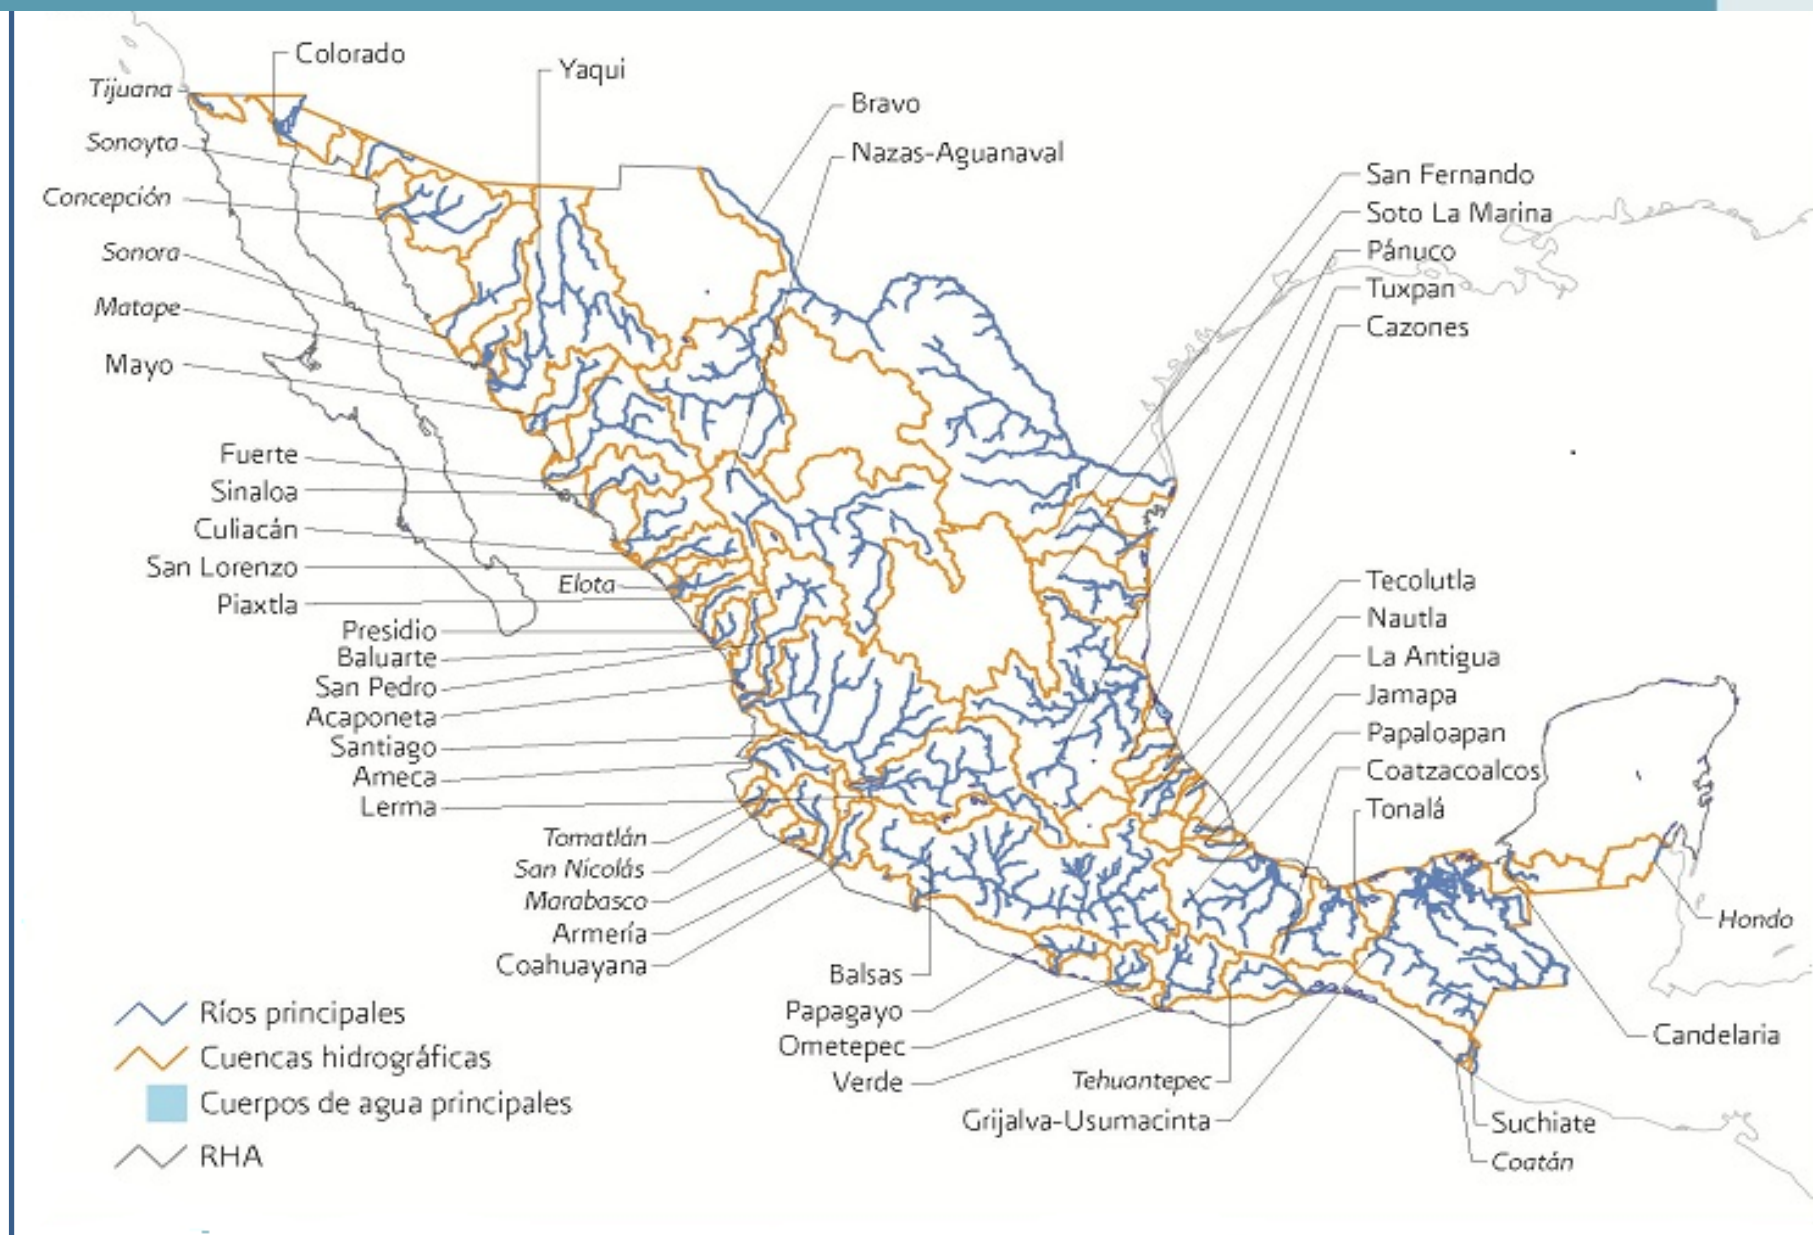 Colorado
Yaqui
Tijuana
Bravo
Sonoyta
Nazas-Aguanaval
San Fernando
Concepción
Soto La Marina
Sonora
Pánuco
Tuxpan
Matape
Cazones
Mayo
Fuerte
Sinaloa
Culiacán
San Lorenzo
Elota
Piaxtla
Tecolutla
Nautla
Presidio
Baluarte
La Antigua
San Pedro
Jamapa
Acaponeta
Papaloapan
Santiago
Coatzacoalcos
Ameca
Lerma
Tonalá
Tomatlán
San Nicolás
Marabasco
Hondo
Armería
Coahuayana
Balsas
Papagayo
Ometepec
Verde
Candelaria
Tehuantepec
Grijalva-Usumacinta
Suchiate
Coatán
Ríos principales
Cuencas hidrográficas
Cuerpos de agua principales
RHA